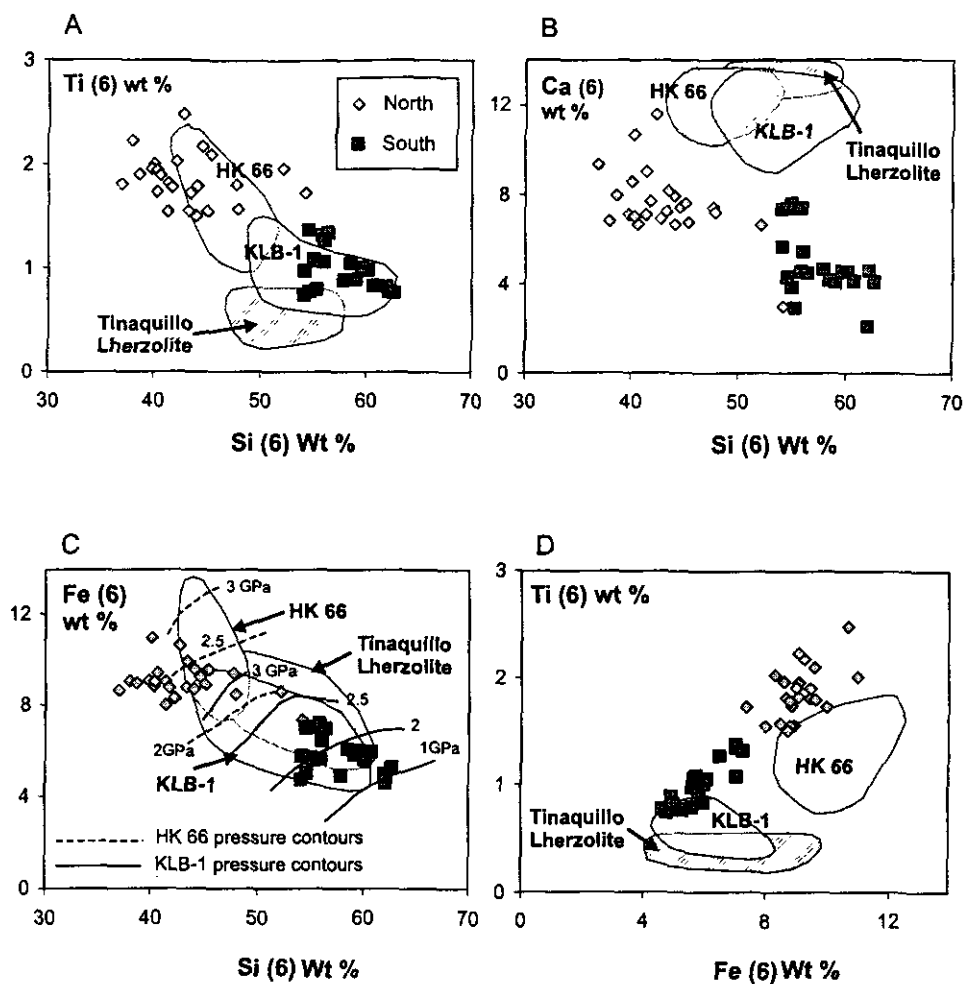 A
Ti (6) wt %
North
South
HK 66
KLB-1
Tinaquillo
Lherzolite
3
2
1
0
30 40 50 60 70
Si (6) Wt %
B
Ca (6)
wt %
HK 66
KLB-1
Tinaquillo
Lherzolite
12
8
4
0
30 40 50 60 70
Si (6) Wt %
C
Fe (6)
wt %
3 GPa
HK 66
2.5
Tinaquillo
Lherzolite
3 GPa
2.5
2GPa
2
1GPa
KLB-1
HK 66 pressure contours
KLB-1 pressure contours
12
8
4
0
30 40 50 60 70
Si (6) Wt %
D
Ti (6) wt %
HK 66
Tinaquillo
Lherzolite
KLB-1
3
2
1
0
0 4 8 12
Fe (6) Wt %